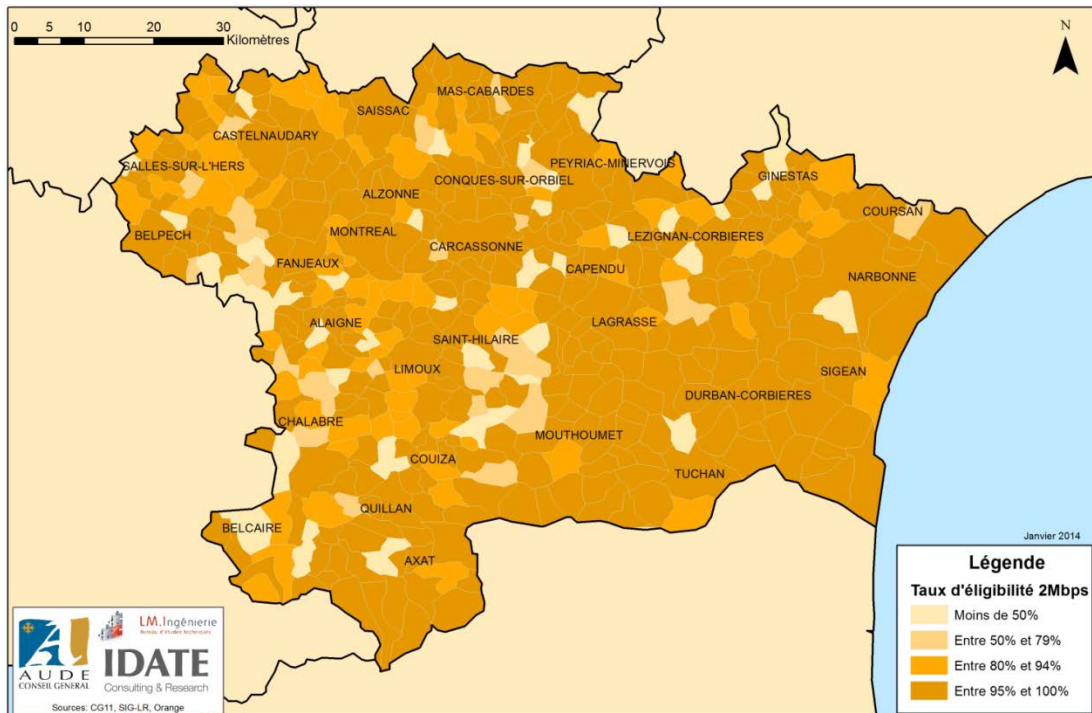 0 5 10 20 30
Kilomètres
N
MAS-CABARDES
SAISSAC
CASTELNAUDARY
SALLES-SUR-L'HERS
PEYRIAC-MINERVOIS
GINESTAS
CONQUES-SUR-ORBIEL
ALZONNE
COURSAN
BELPECH
MONTREAL
LEZIGNAN-CORBIERES
CARCASSONNE
FANJEAUX
CAPENDU
NARBONNE
ALAIGNE
LAGRASSE
SAINT-HILAIRE
LIMOUX
SIGEAN
DURBAN-CORBIERES
CHALABRE
MOUTHOUMET
COUIZA
TUCHAN
QUILLAN
BELCAIRE
AXAT
Janvier 2014
Légende
Taux d'éligibilité 2Mbps
Moins de 50%
Entre 50% et 79%
Entre 80% et 94%
Entre 95% et 100%
AUDE
CONSEIL GENERAL
LM.Ingénierie
Bureau d'études techniques
IDATE
Consulting & Research
Sources: CG11, SIG-LR, Orange